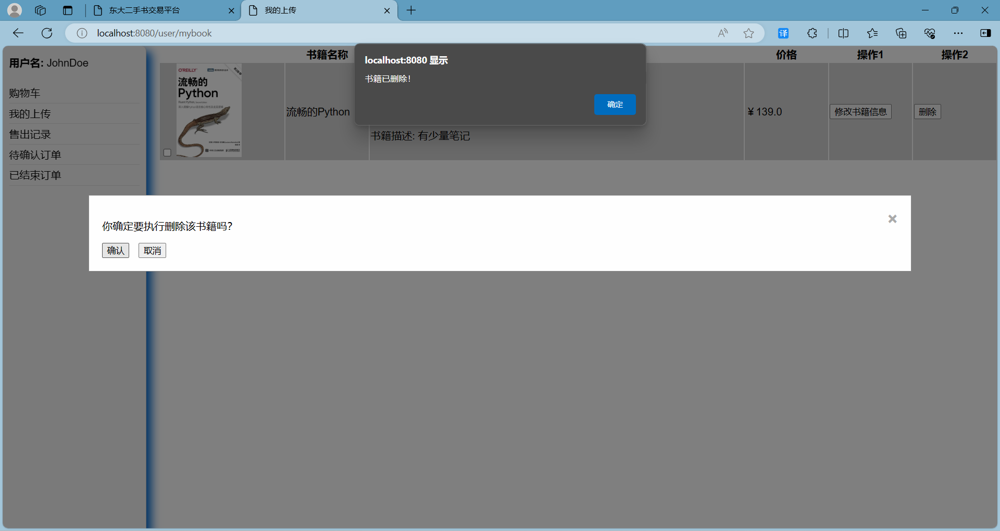 东大二手书交易平台
我的上传
localhost:8080/user/mybook
译
用户名: JohnDoe
购物车
我的上传
售出记录
待确认订单
已结束订单
书籍名称
价格
操作1
操作2
localhost:8080 显示
书籍已删除!
确定
O'REILLY
流畅的
Python
流畅的Python
书籍描述: 有少量笔记
¥ 139.0
修改书籍信息
删除
你确定要执行删除该书籍吗?
×
确认
取消